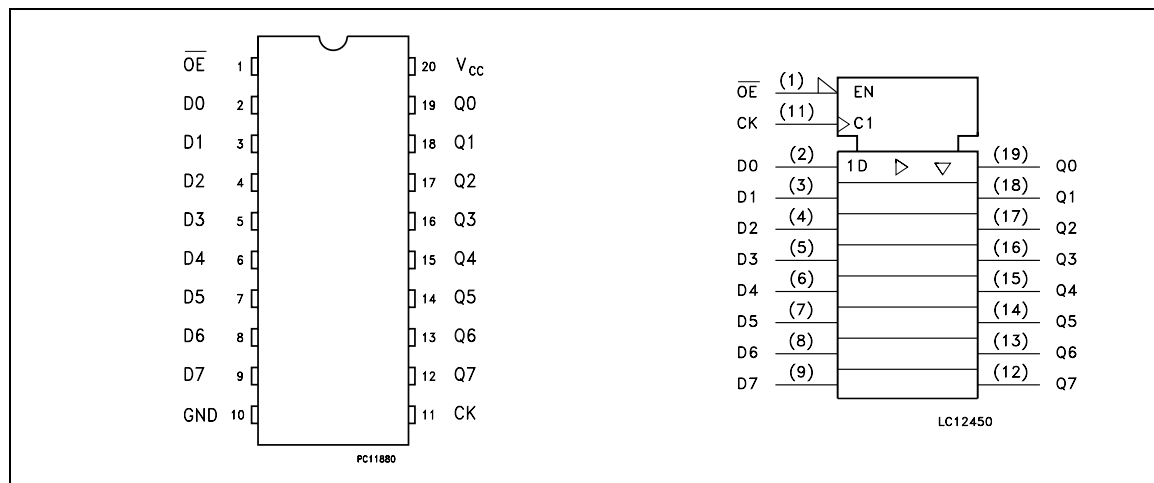 OE 1 20 VCC
D0 2 19 Q0
D1 3 18 Q1
D2 4 17 Q2
D3 5 16 Q3
D4 6 15 Q4
D5 7 14 Q5
D6 8 13 Q6
D7 9 12 Q7
GND 10 11 CK
PC11880
OE (1) EN
CK (11) C1
D0 (2) 1D (19) Q0
D1 (3) (18) Q1
D2 (4) (17) Q2
D3 (5) (16) Q3
D4 (6) (15) Q4
D5 (7) (14) Q5
D6 (8) (13) Q6
D7 (9) (12) Q7
LC12450